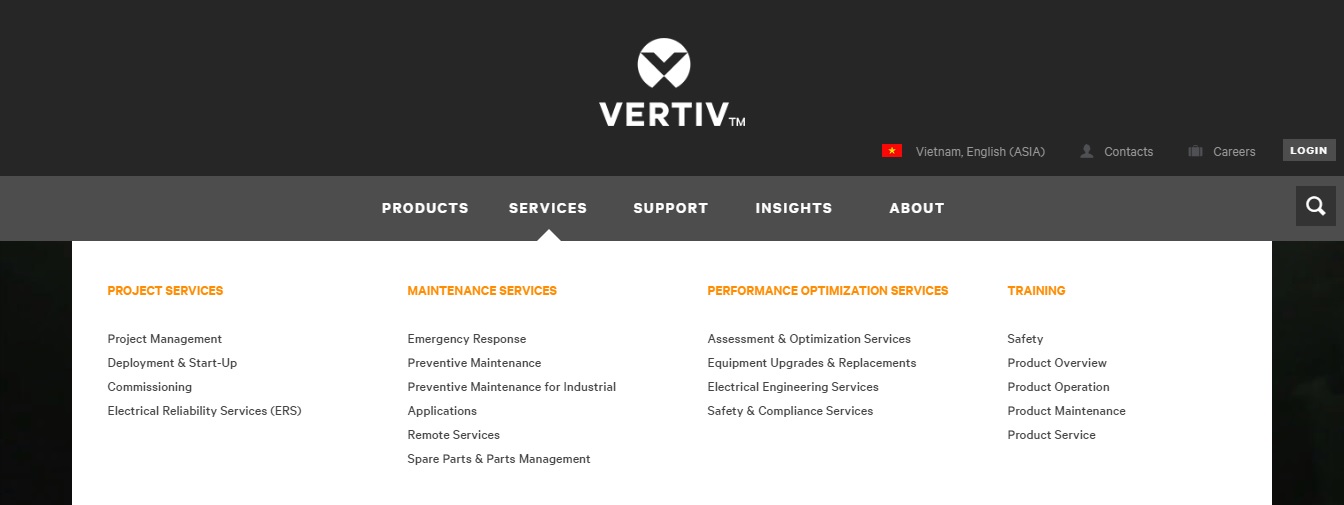 VERTIV™
Vietnam, English (ASIA) Contacts Careers LOGIN
PRODUCTS SERVICES SUPPORT INSIGHTS ABOUT
PROJECT SERVICES
Project Management
Deployment & Start-Up
Commissioning
Electrical Reliability Services (ERS)
MAINTENANCE SERVICES
Emergency Response
Preventive Maintenance
Preventive Maintenance for Industrial
Applications
Remote Services
Spare Parts & Parts Management
PERFORMANCE OPTIMIZATION SERVICES
Assessment & Optimization Services
Equipment Upgrades & Replacements
Electrical Engineering Services
Safety & Compliance Services
TRAINING
Safety
Product Overview
Product Operation
Product Maintenance
Product Service